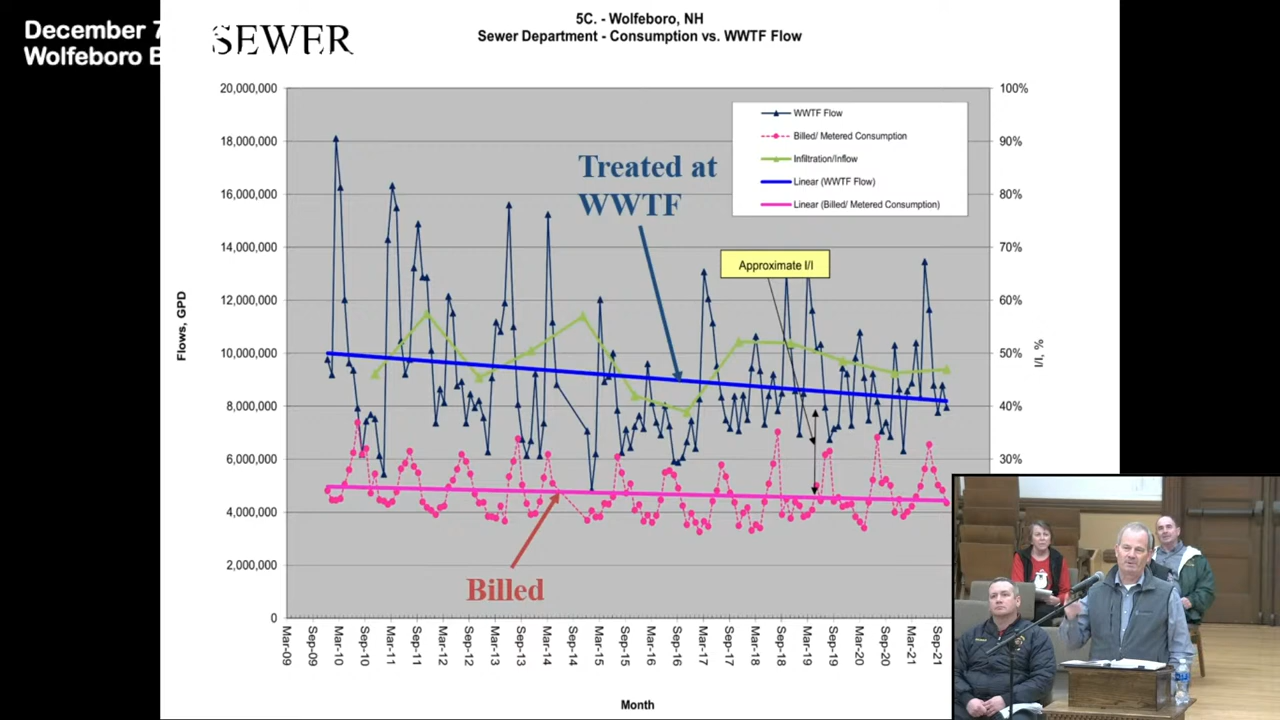 December 7
Wolfeboro B
SEWER
5C. - Wolfeboro, NH
Sewer Department - Consumption vs. WWTF Flow
20,000,000
18,000,000
16,000,000
14,000,000
12,000,000
10,000,000
8,000,000
6,000,000
4,000,000
2,000,000
0
Flows, GPD
100%
90%
80%
70%
60%
50%
40%
30%
I/I, %
WWTF Flow
Billed/ Metered Consumption
Infiltration/Inflow
Linear (WWTF Flow)
Linear (Billed/ Metered Consumption)
Treated at
WWTF
Approximate I/I
Billed
Mar-09
Sep-09
Mar-10
Sep-10
Mar-11
Sep-11
Mar-12
Sep-12
Mar-13
Sep-13
Mar-14
Sep-14
Mar-15
Sep-15
Mar-16
Sep-16
Mar-17
Sep-17
Mar-18
Sep-18
Mar-19
Sep-19
Mar-20
Sep-20
Mar-21
Sep-21
Month